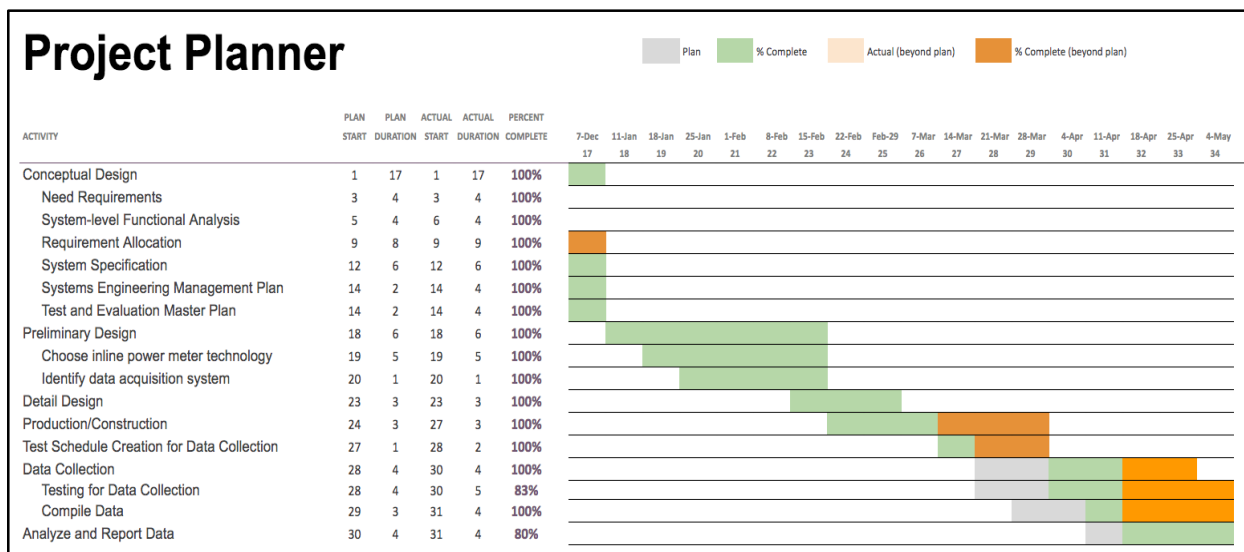 Project Planner
Plan % Complete Actual (beyond plan) % Complete (beyond plan)
PLAN PLAN ACTUAL ACTUAL PERCENT
ACTIVITY START DURATION START DURATION COMPLETE 7-Dec 11-Jan 18-Jan 25-Jan 1-Feb 8-Feb 15-Feb 22-Feb Feb-29 7-Mar 14-Mar 21-Mar 28-Mar 4-Apr 11-Apr 18-Apr 25-Apr 4-May
17 18 19 20 21 22 23 24 25 26 27 28 29 30 31 32 33 34
Conceptual Design 1 17 1 17 100%
Need Requirements 3 4 3 4 100%
System-level Functional Analysis 5 4 6 4 100%
Requirement Allocation 9 8 9 9 100%
System Specification 12 6 12 6 100%
Systems Engineering Management Plan 14 2 14 4 100%
Test and Evaluation Master Plan 14 2 14 4 100%
Preliminary Design 18 6 18 6 100%
Choose inline power meter technology 19 5 19 5 100%
Identify data acquisition system 20 1 20 1 100%
Detail Design 23 3 23 3 100%
Production/Construction 24 3 27 3 100%
Test Schedule Creation for Data Collection 27 1 28 2 100%
Data Collection 28 4 30 4 100%
Testing for Data Collection 28 4 30 5 83%
Compile Data 29 3 31 4 100%
Analyze and Report Data 30 4 31 4 80%